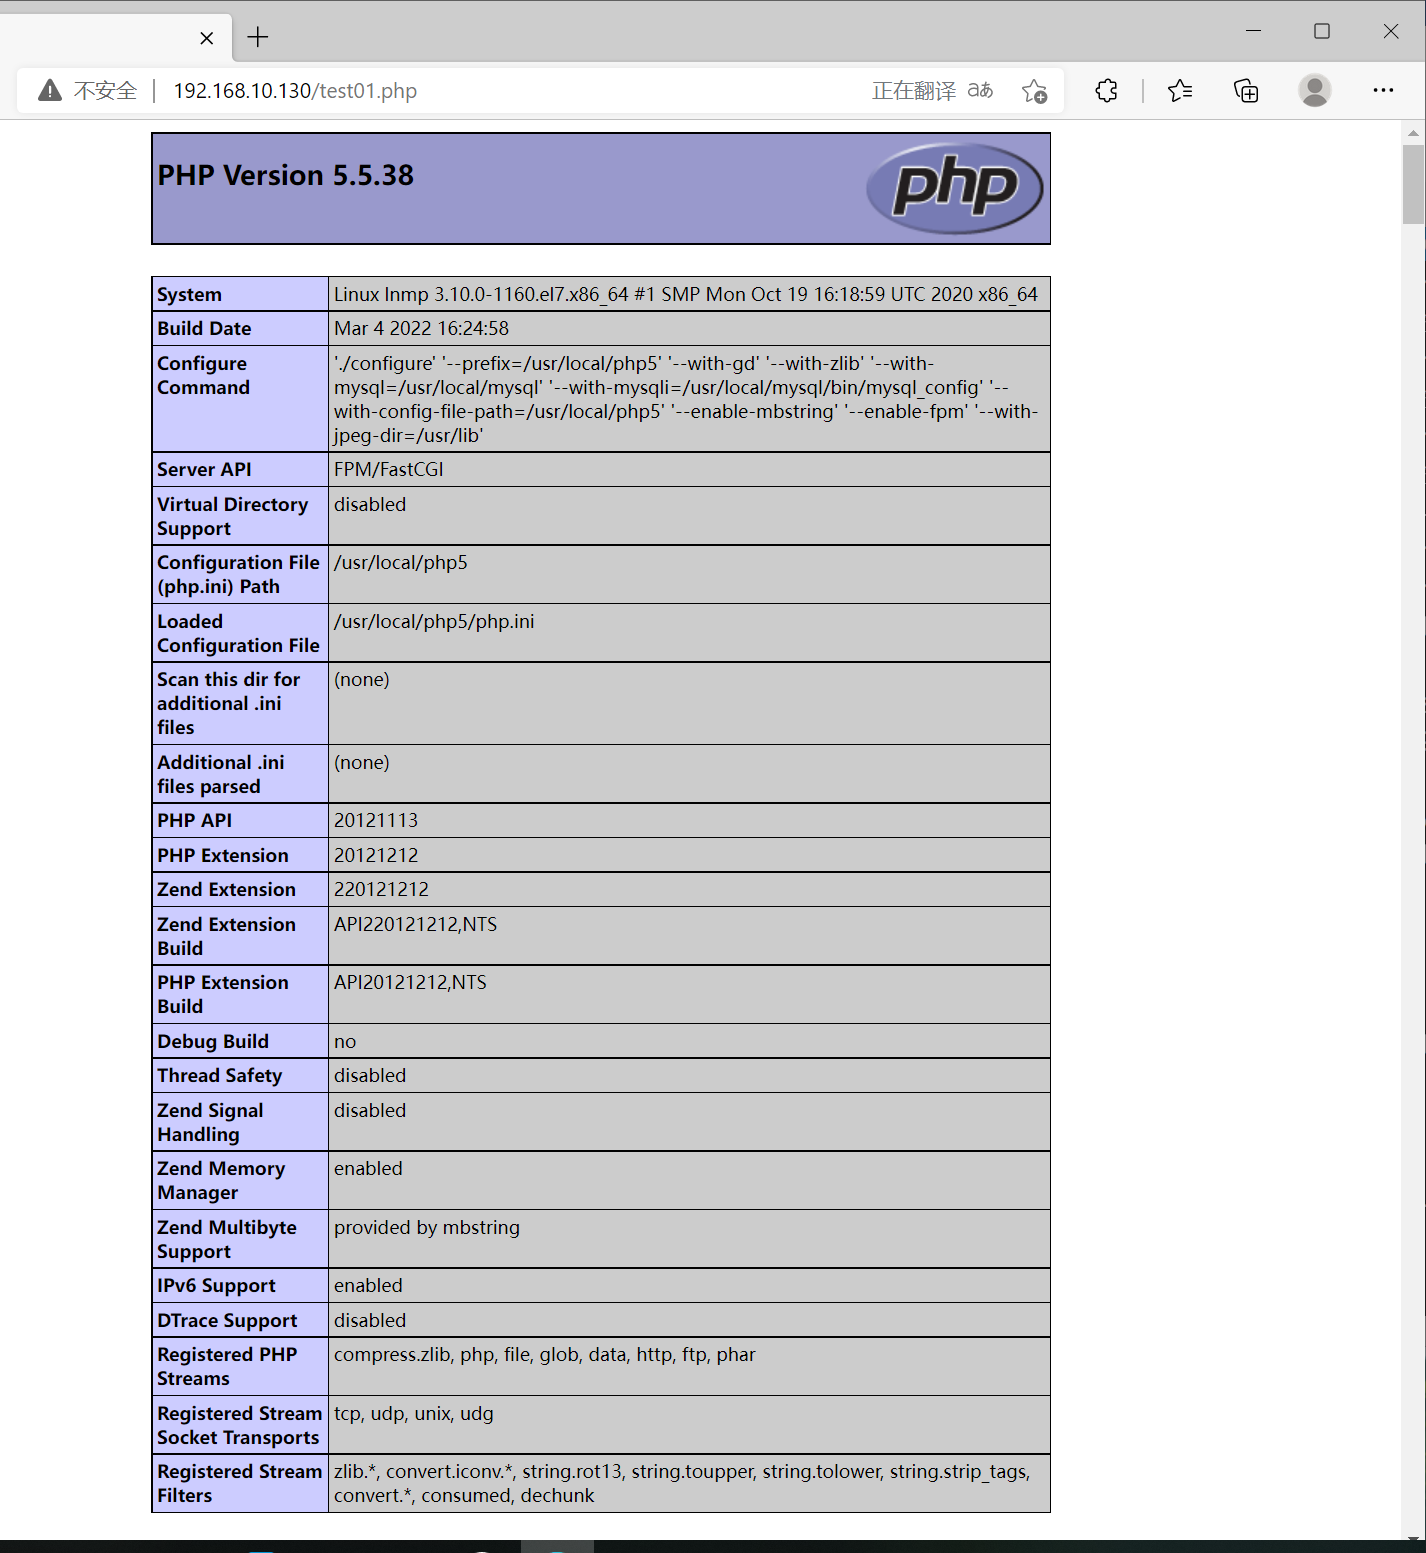 不安全 192.168.10.130/test01.php 正在翻译 aあ
PHP Version 5.5.38
php
System Linux lnmp 3.10.0-1160.el7.x86_64 #1 SMP Mon Oct 19 16:18:59 UTC 2020 x86_64
Build Date Mar 4 2022 16:24:58
Configure Command
'./configure' '--prefix=/usr/local/php5' '--with-gd' '--with-zlib' '--with-
mysql=/usr/local/mysql' '--with-mysqli=/usr/local/mysql/bin/mysql_config' '--
with-config-file-path=/usr/local/php5' '--enable-mbstring' '--enable-fpm' '--with-
jpeg-dir=/usr/lib'
Server API FPM/FastCGI
Virtual Directory
Support
disabled
Configuration File
(php.ini) Path
/usr/local/php5
Loaded
Configuration File
/usr/local/php5/php.ini
Scan this dir for
additional .ini
files
(none)
Additional .ini
files parsed
(none)
PHP API 20121113
PHP Extension 20121212
Zend Extension 220121212
Zend Extension
Build
API220121212,NTS
PHP Extension
Build
API20121212,NTS
Debug Build no
Thread Safety disabled
Zend Signal
Handling
disabled
Zend Memory
Manager
enabled
Zend Multibyte
Support
provided by mbstring
IPv6 Support enabled
DTrace Support disabled
Registered PHP
Streams
compress.zlib, php, file, glob, data, http, ftp, phar
Registered Stream
Socket Transports
tcp, udp, unix, udg
Registered Stream
Filters
zlib.*, convert.iconv.*, string.rot13, string.toupper, string.tolower, string.strip_tags,
convert.*, consumed, dechunk